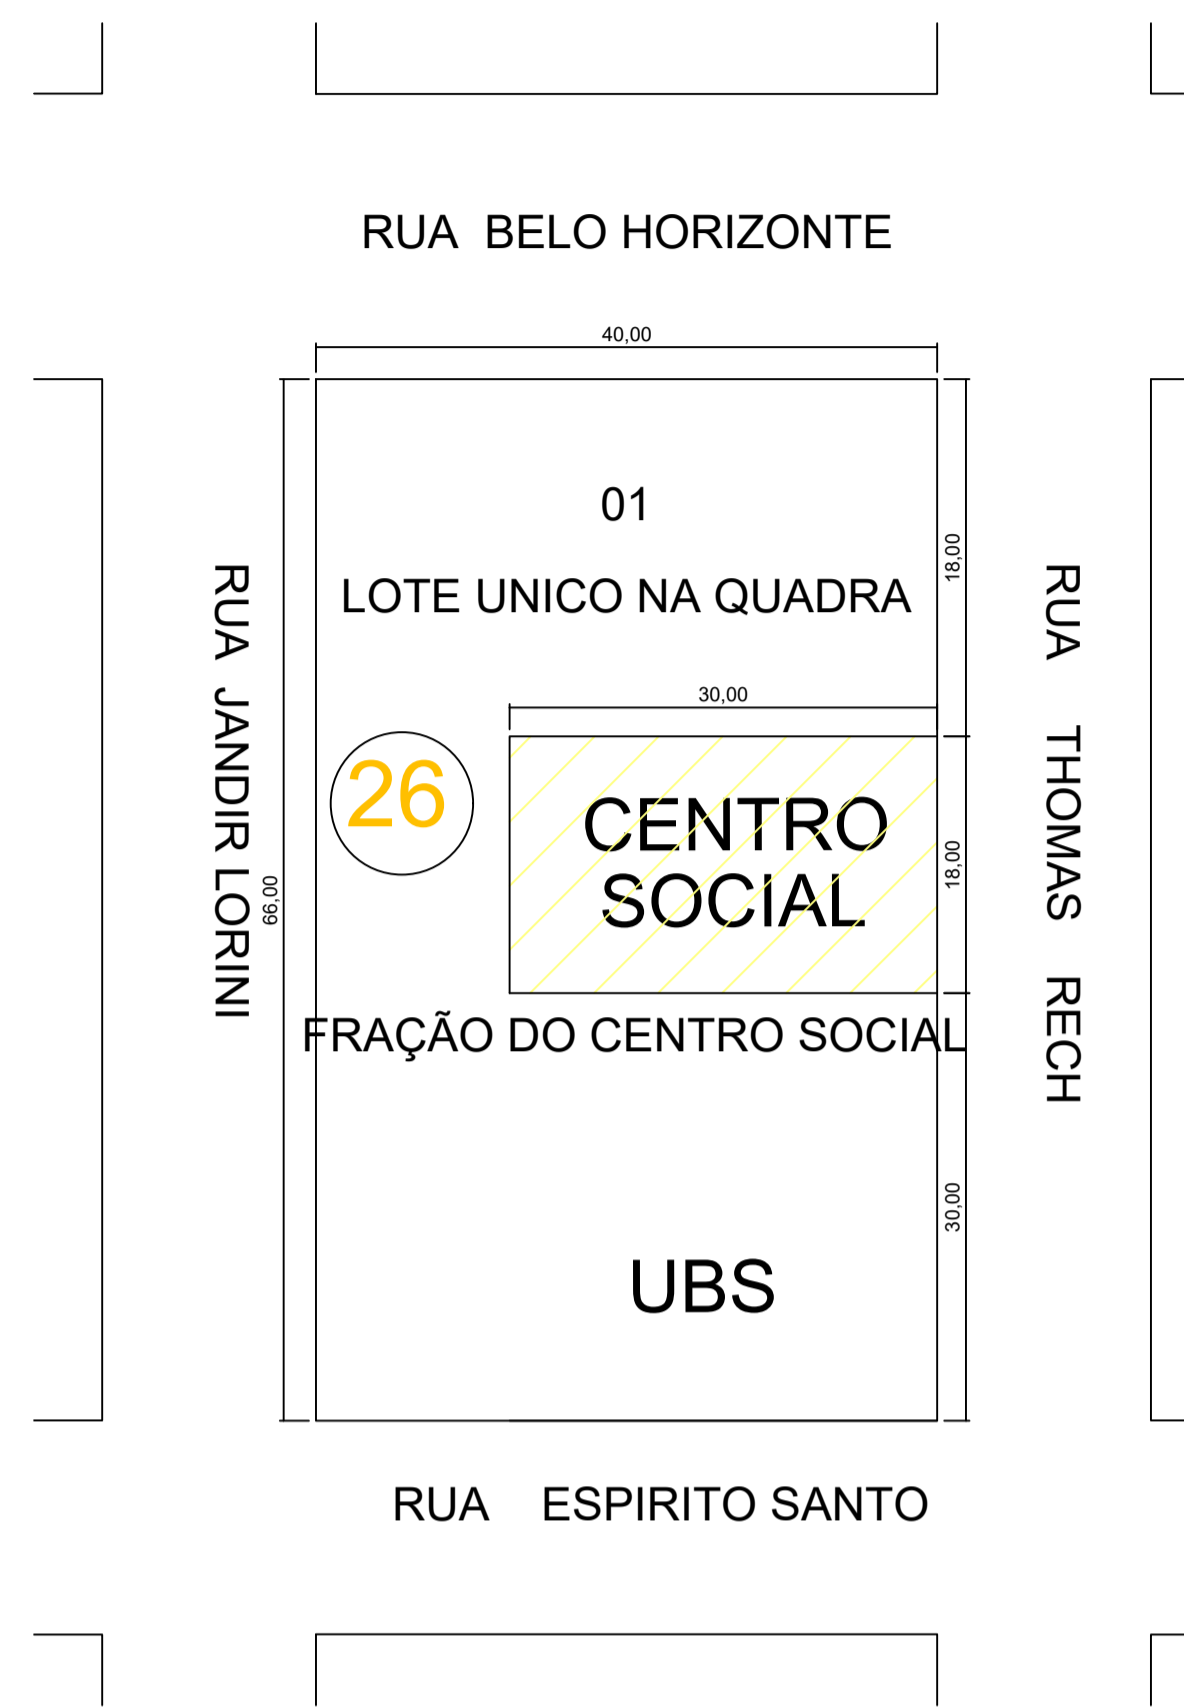 RUA BELO HORIZONTE
40,00
01
18,00
LOTE UNICO NA QUADRA
RUA JANDIR LORINI
RUA THOMAS RECH
30,00
26
CENTRO
SOCIAL
18,00
66,00
FRAÇÃO DO CENTRO SOCIAL
30,00
UBS
RUA ESPIRITO SANTO